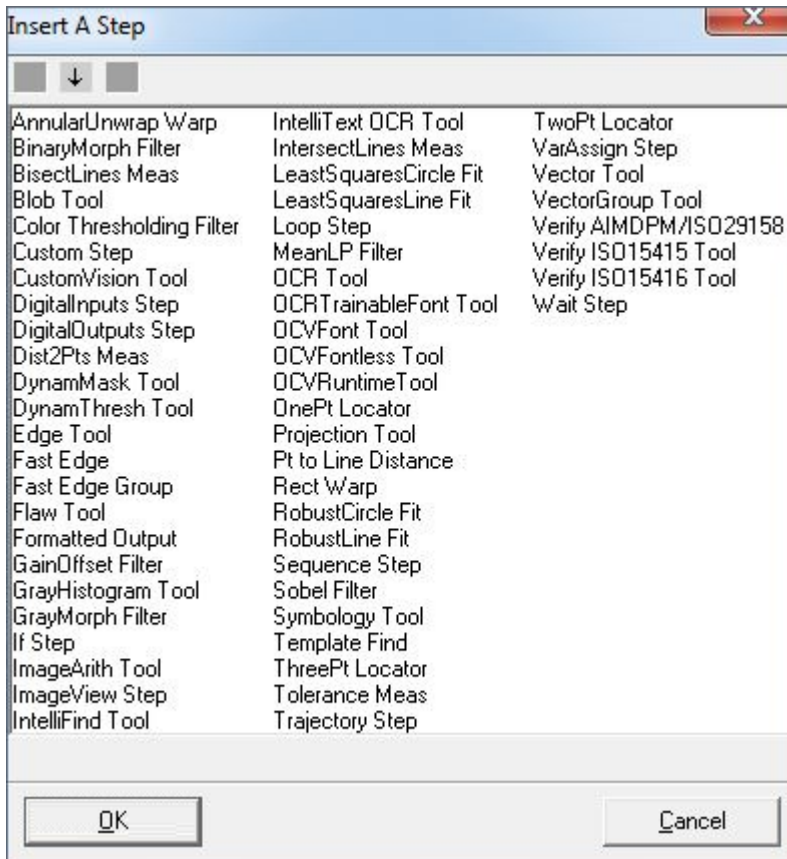 Insert A Step
AnnularUnwrap Warp
BinaryMorph Filter
BisectLines Meas
Blob Tool
Color Thresholding Filter
Custom Step
CustomVision Tool
DigitalInputs Step
DigitalOutputs Step
Dist2Pts Meas
DynamMask Tool
DynamThresh Tool
Edge Tool
Fast Edge
Fast Edge Group
Flaw Tool
Formatted Output
GainOffset Filter
GrayHistogram Tool
GrayMorph Filter
If Step
ImageArith Tool
ImageView Step
IntelliFind Tool
IntelliText OCR Tool
IntersectLines Meas
LeastSquaresCircle Fit
LeastSquaresLine Fit
Loop Step
MeanLP Filter
OCR Tool
OCRTrainableFont Tool
OCVFont Tool
OCVFontless Tool
OCVRuntimeTool
OnePt Locator
Projection Tool
Pt to Line Distance
Rect Warp
RobustCircle Fit
RobustLine Fit
Sequence Step
Sobel Filter
Symbology Tool
Template Find
ThreePt Locator
Tolerance Meas
Trajectory Step
TwoPt Locator
VarAssign Step
Vector Tool
VectorGroup Tool
Verify AIMDPM/ISO29158
Verify ISO15415 Tool
Verify ISO15416 Tool
Wait Step
OK
Cancel